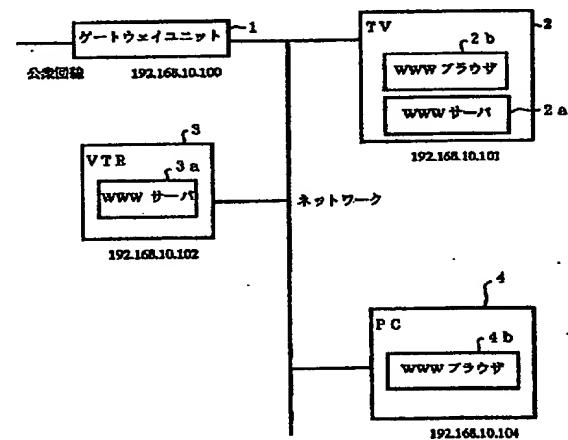 ゲートウェイユニット
1
公衆回線
192.168.10.100
TV
2
2b
WWW ブラウザ
WWW サーバ
2a
192.168.10.101
3
VTR
3a
WWW サーバ
192.168.10.102
ネットワーク
4
PC
4b
WWW ブラウザ
192.168.10.104